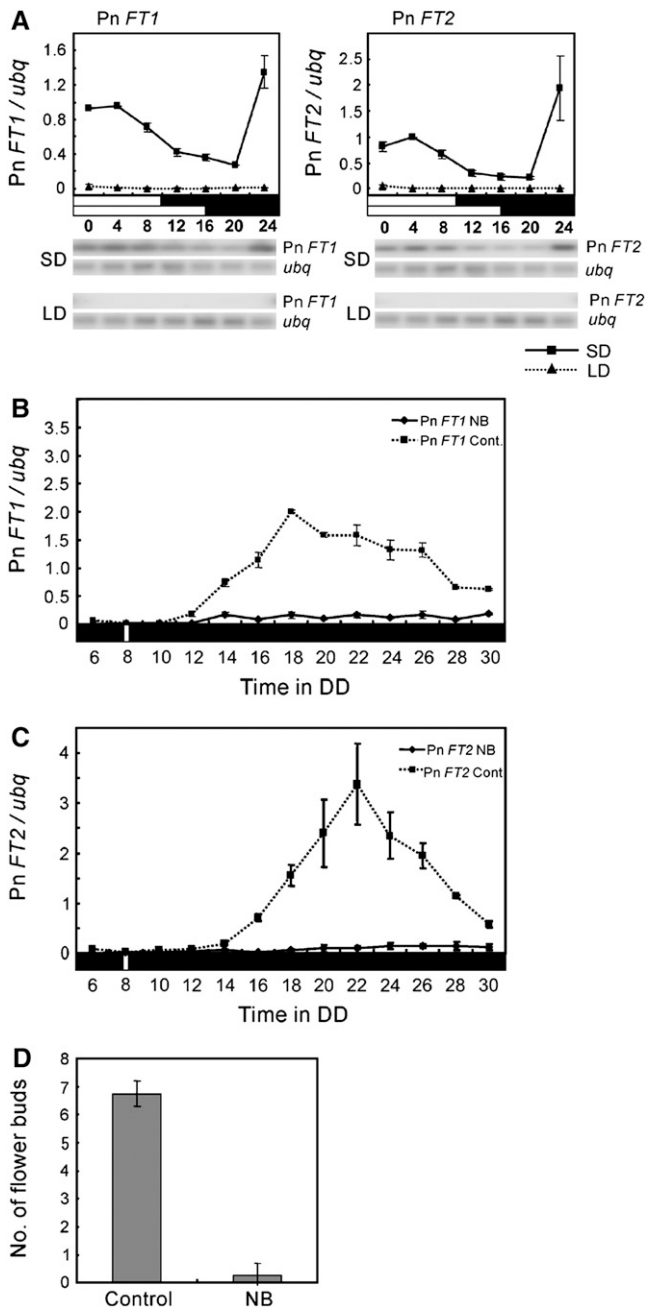 A
Pn FT1
Pn FT2
Pn FT1 / ubq
1.6
1.2
0.8
0.4
0
0 4 8 12 16 20 24
Pn FT2 / ubq
2.5
2
1.5
1
0.5
0
0 4 8 12 16 20 24
SD
Pn FT1
ubq
LD
Pn FT1
ubq
SD
Pn FT2
ubq
LD
Pn FT2
ubq
SD
LD
B
Pn FT1 / ubq
3.5
3.0
2.5
2.0
1.5
1.0
0.5
0
Pn FT1 NB
Pn FT1 Cont.
6 8 10 12 14 16 18 20 22 24 26 28 30
Time in DD
C
Pn FT2 / ubq
4
3
2
1
0
Pn FT2 NB
Pn FT2 Cont
6 8 10 12 14 16 18 20 22 24 26 28 30
Time in DD
D
No. of flower buds
8
7
6
5
4
3
2
1
0
Control NB